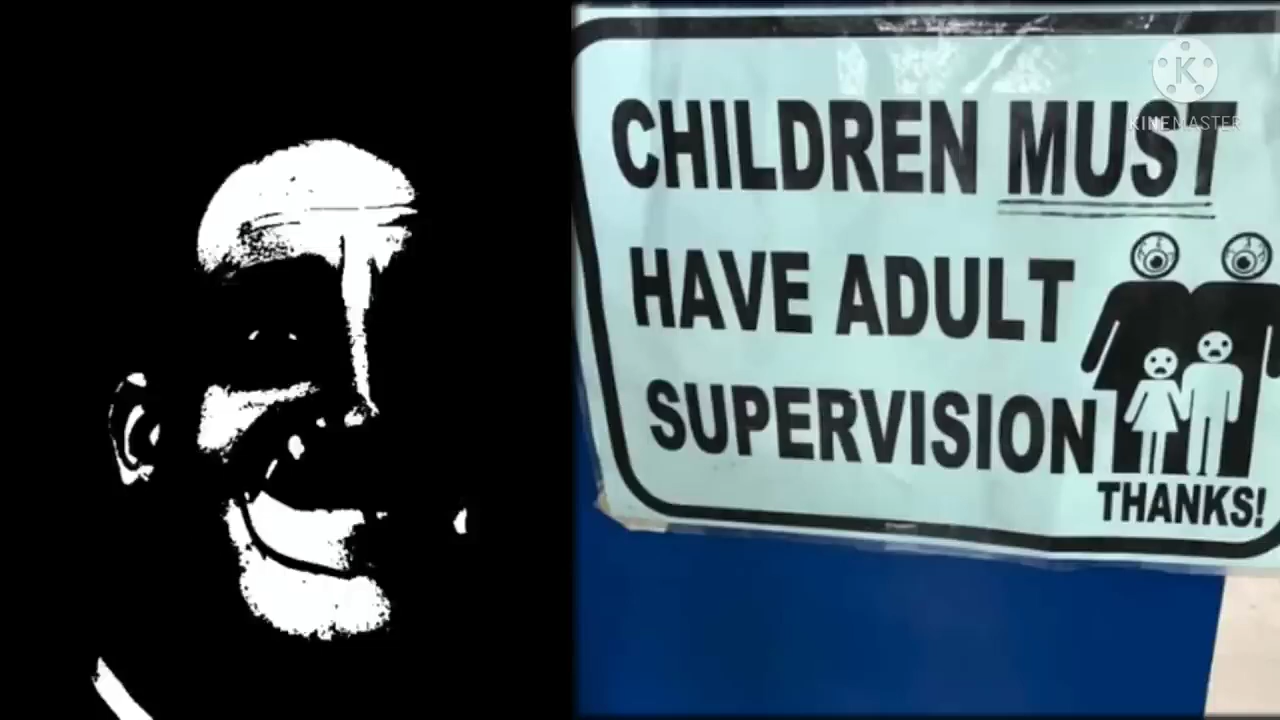 CHILDREN MUST
HAVE ADULT
SUPERVISION
THANKS!
K
KINEMASTER